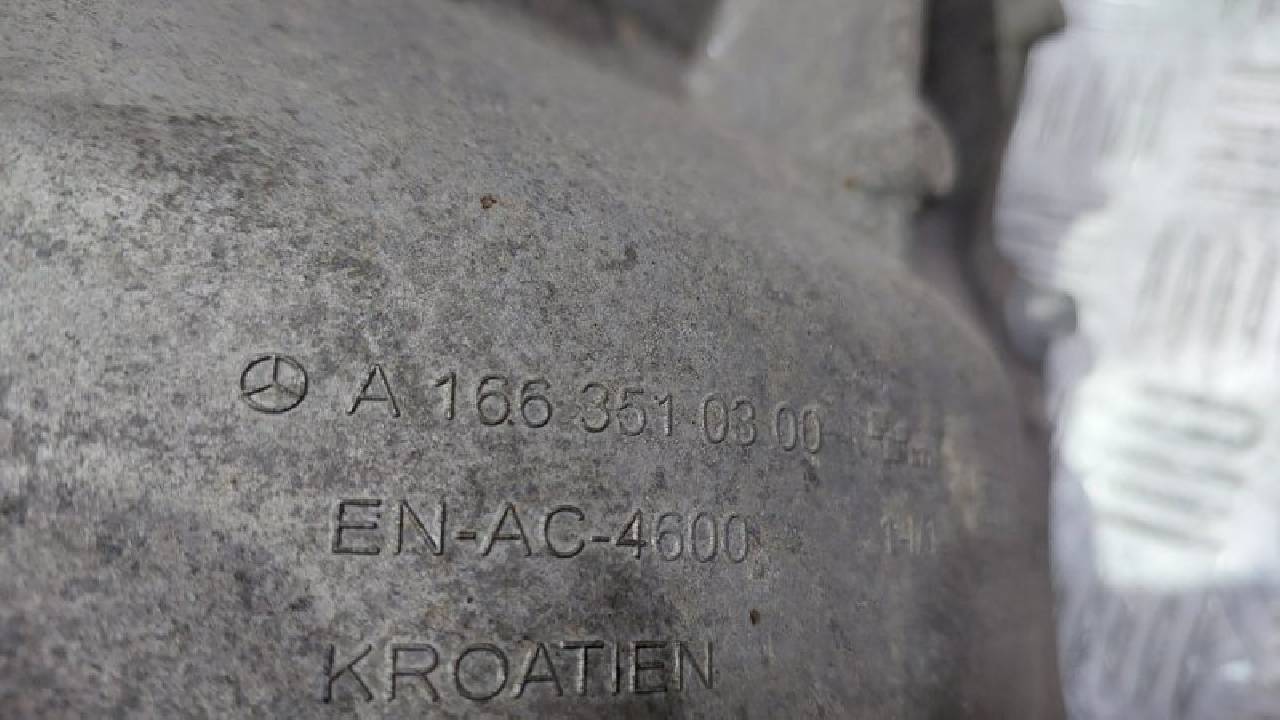 A 166 351 03 00
EN-AC-4600
KROATIEN